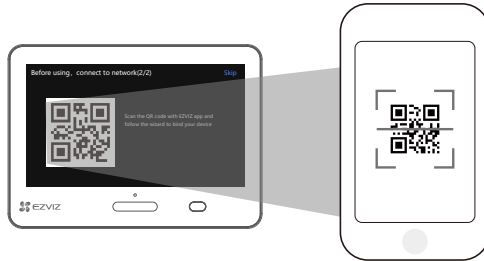 Before using, connect to network(2/2)
Skip
Scan the QR code with EZVIZ app and
follow the wizard to bind your device
EZVIZ